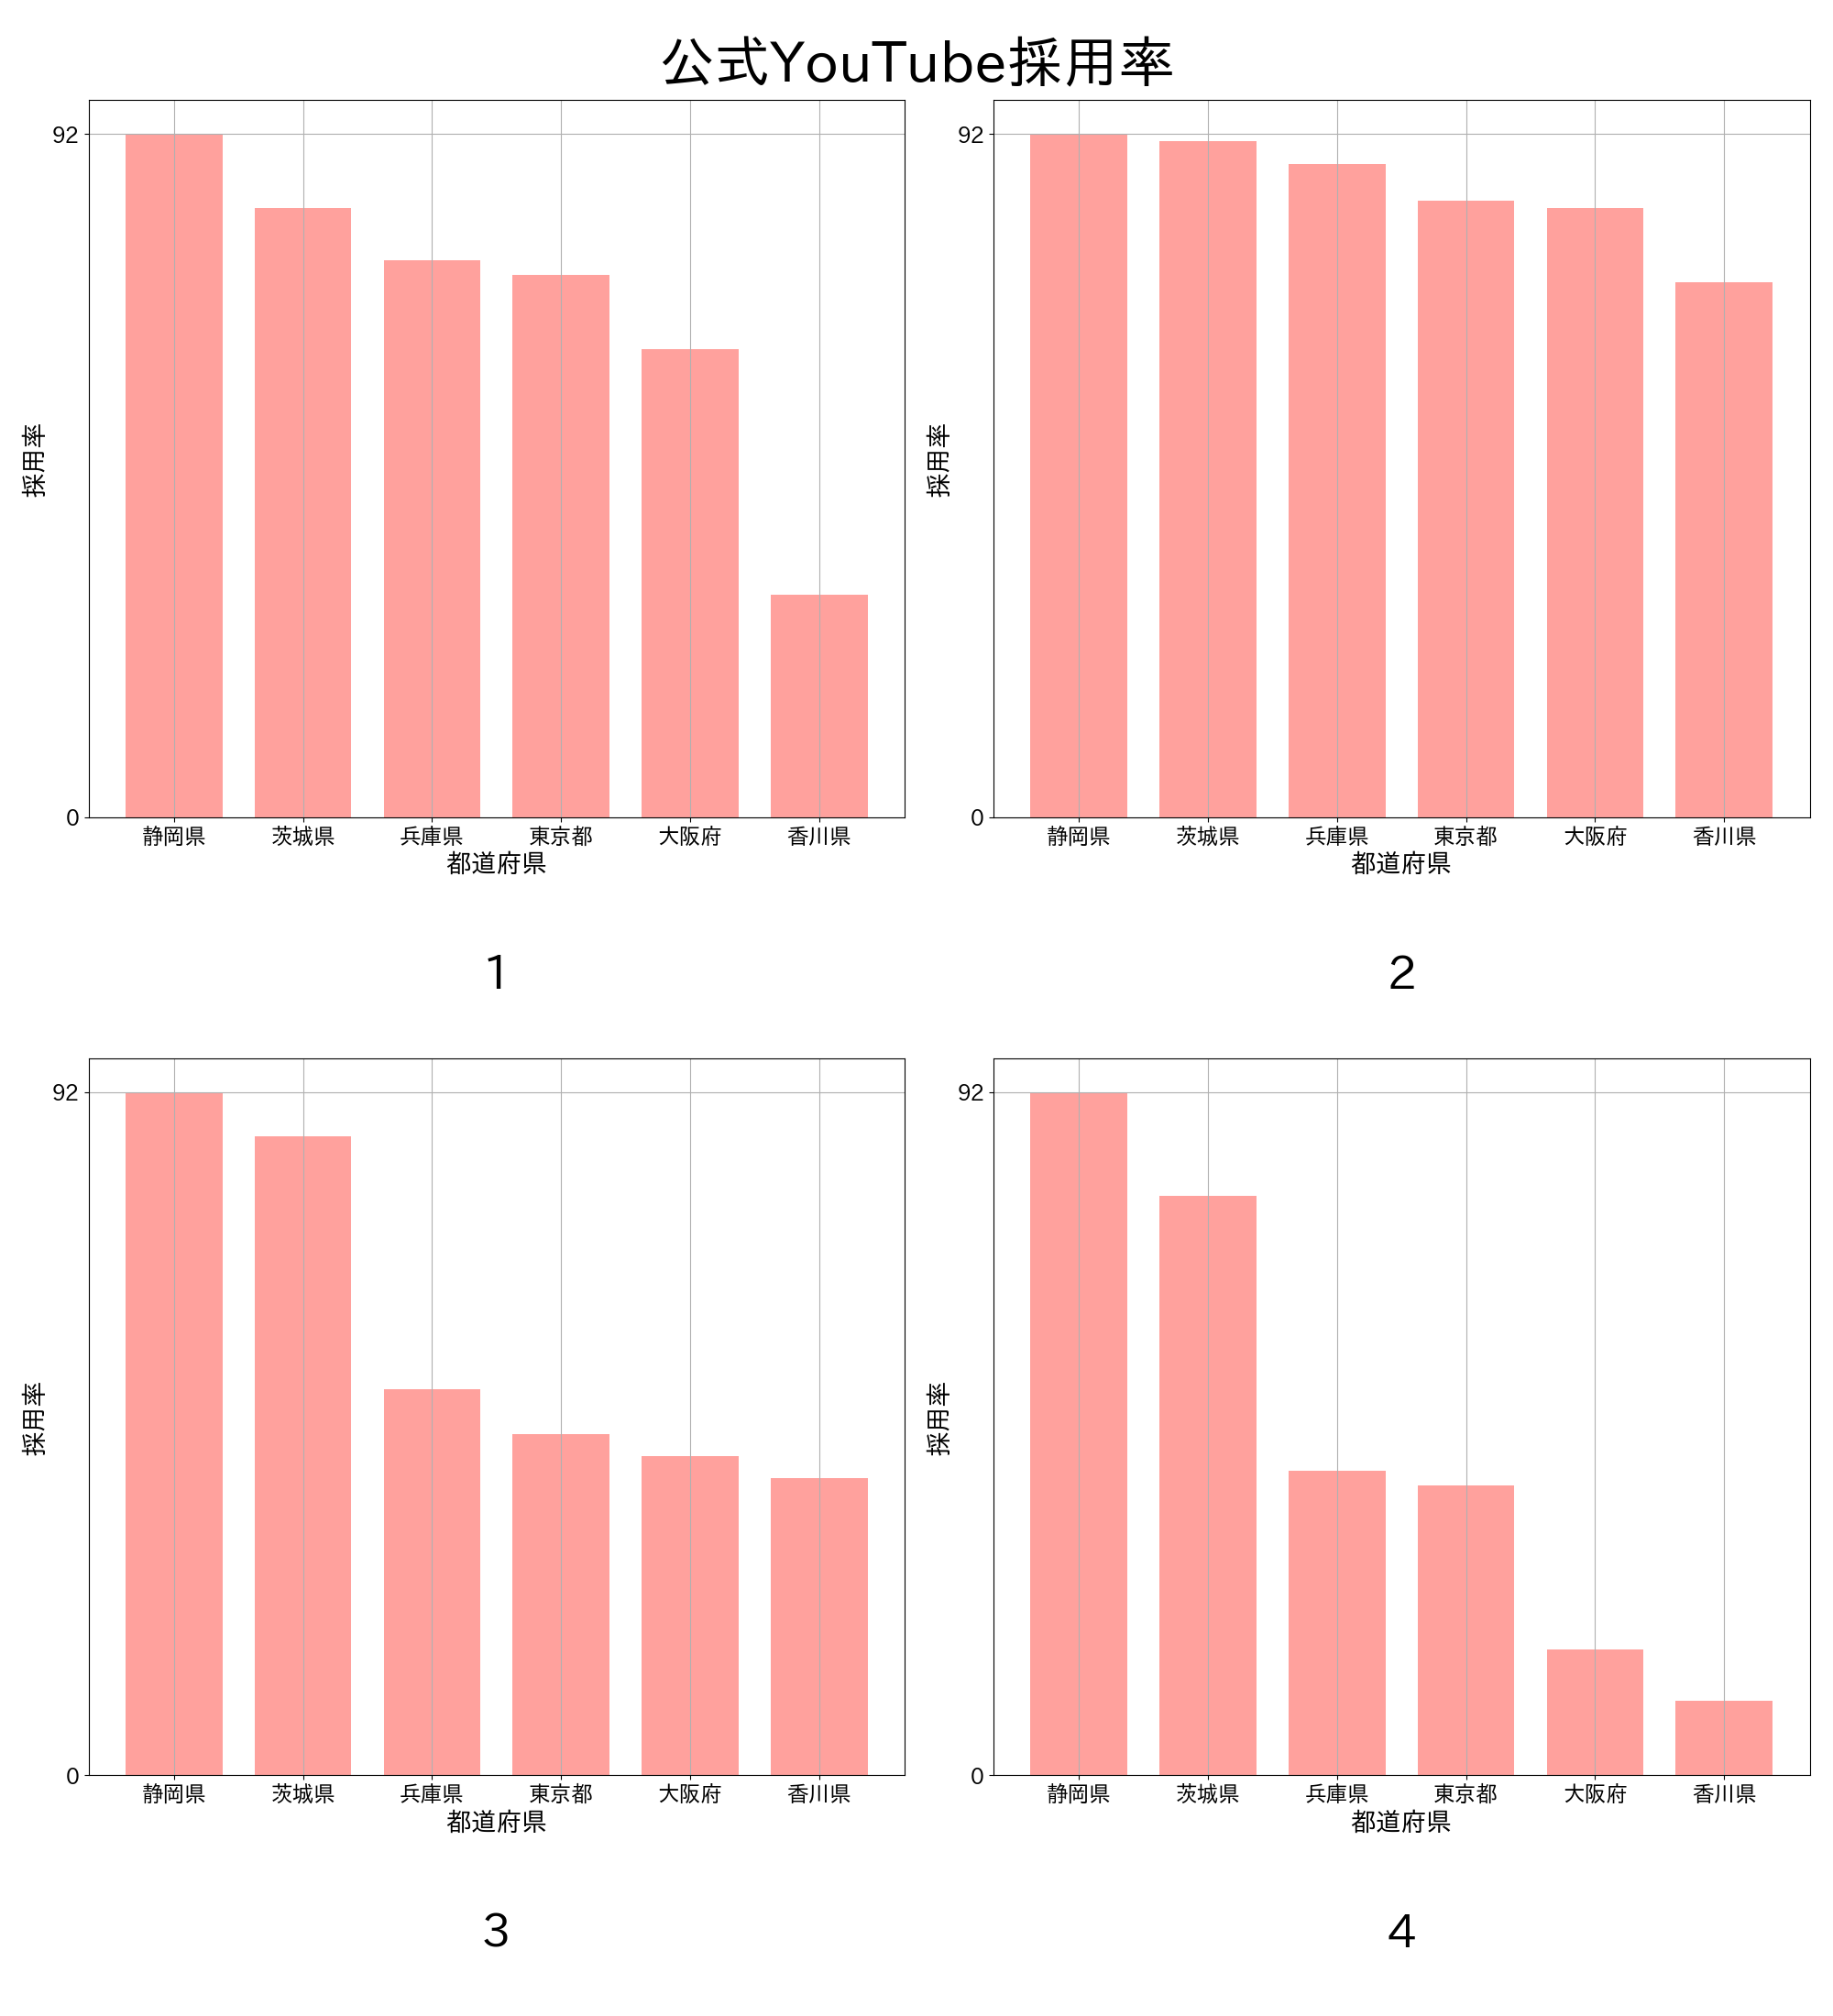 公式YouTube採用率
92
0
採用率
静岡県 茨城県 兵庫県 東京都 大阪府 香川県
都道府県
1
92
0
採用率
静岡県 茨城県 兵庫県 東京都 大阪府 香川県
都道府県
2
92
0
採用率
静岡県 茨城県 兵庫県 東京都 大阪府 香川県
都道府県
3
92
0
採用率
静岡県 茨城県 兵庫県 東京都 大阪府 香川県
都道府県
4